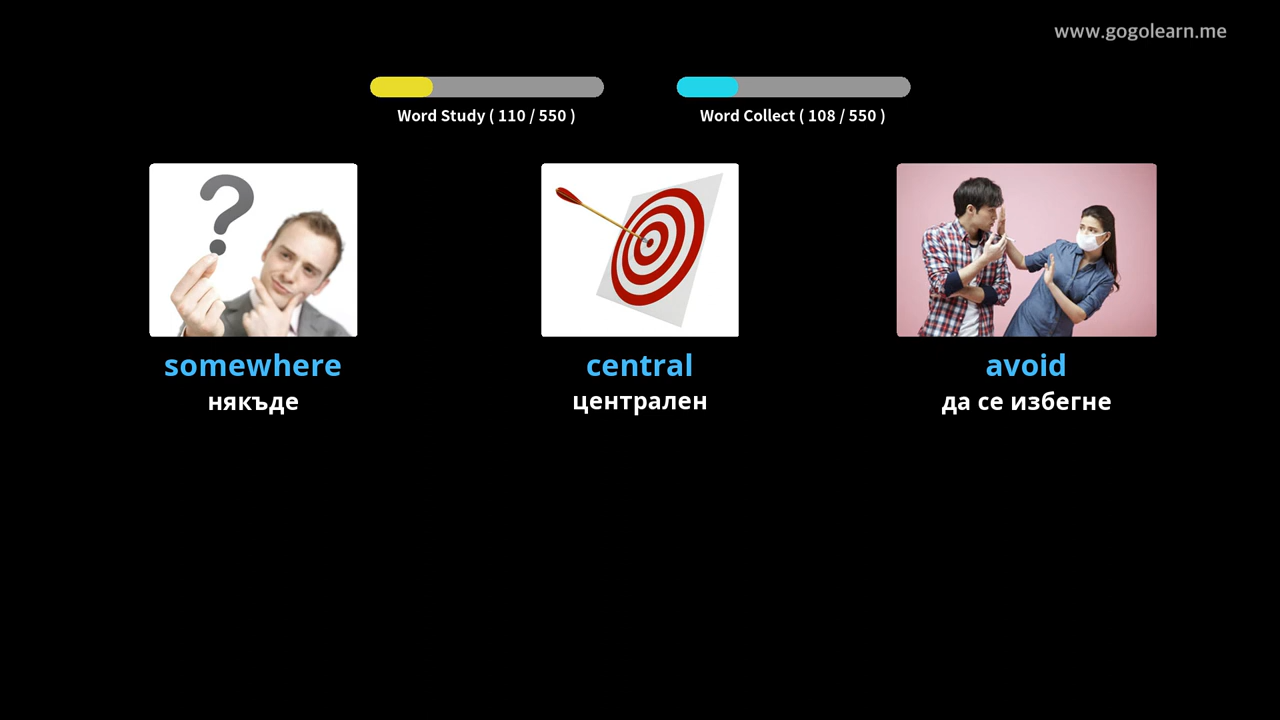 www.gogolearn.me
Word Study ( 110 / 550 )
Word Collect ( 108 / 550 )
?
somewhere
central
avoid
някъде
централен
да се избегне